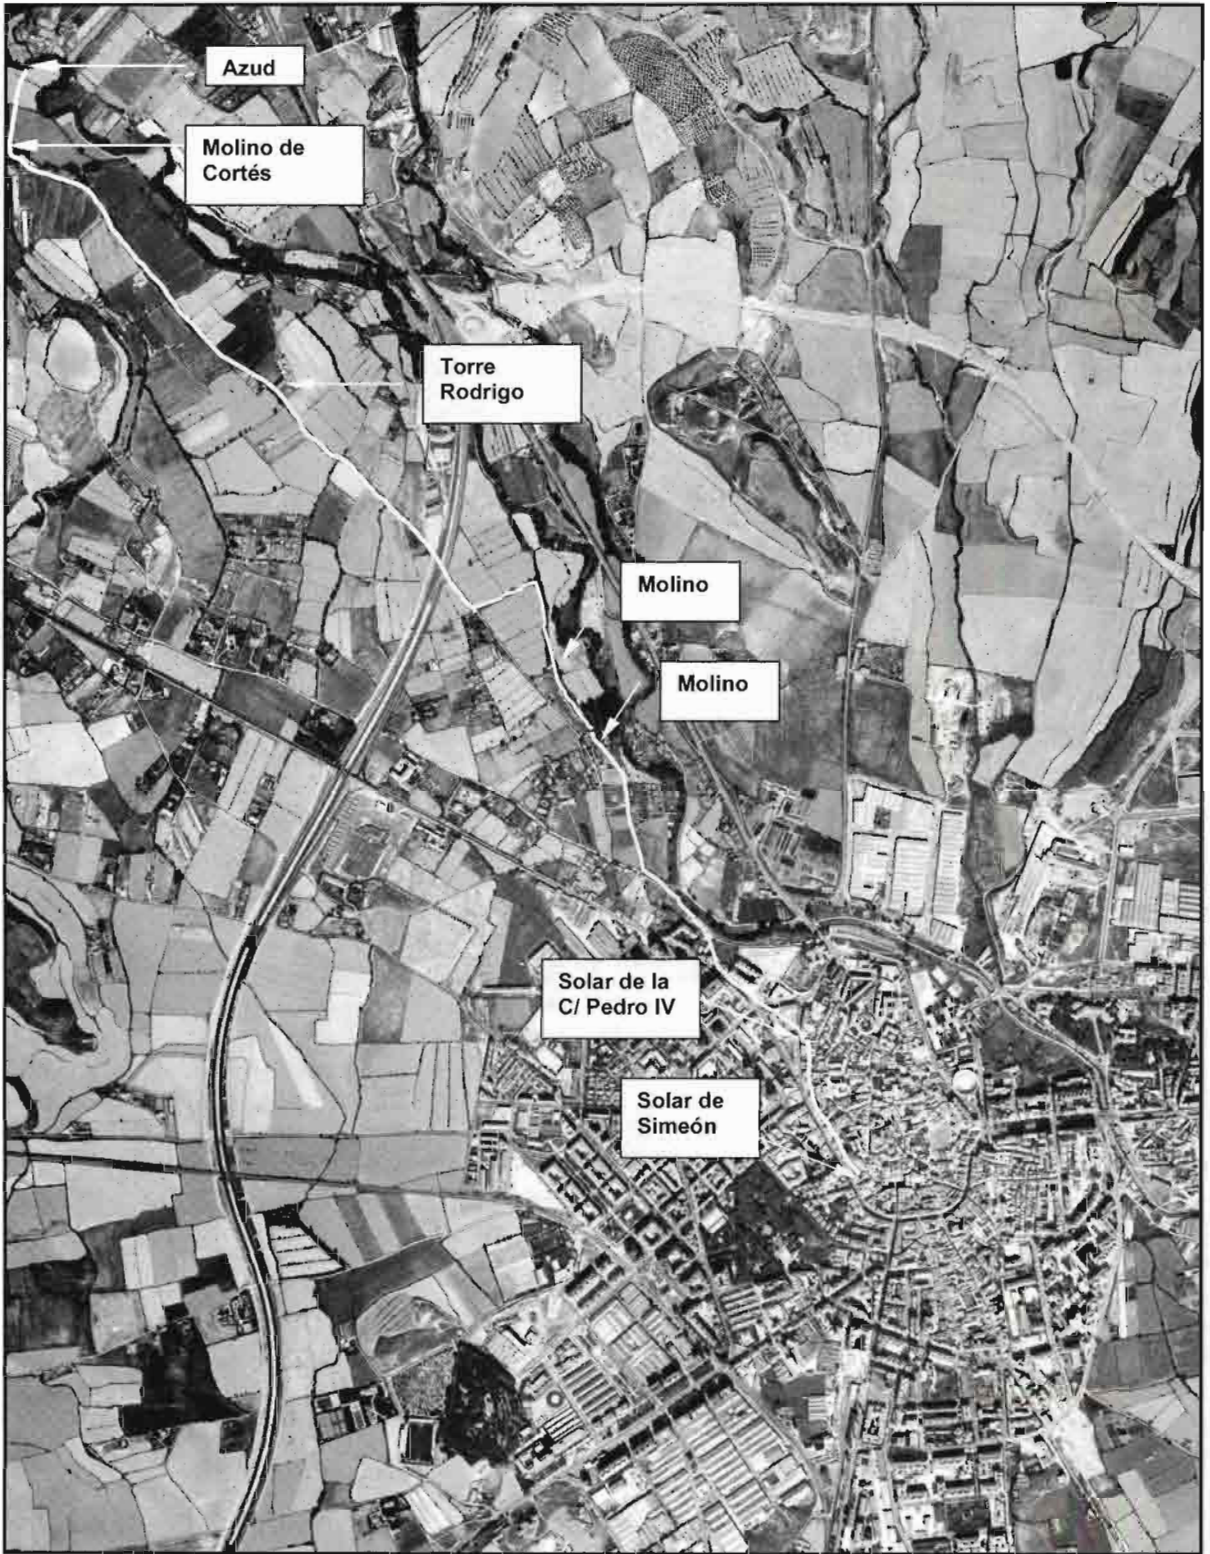 Azud
Molino de
Cortés
Torre
Rodrigo
Molino
Molino
Solar de la
C/ Pedro IV
Solar de
Simeón